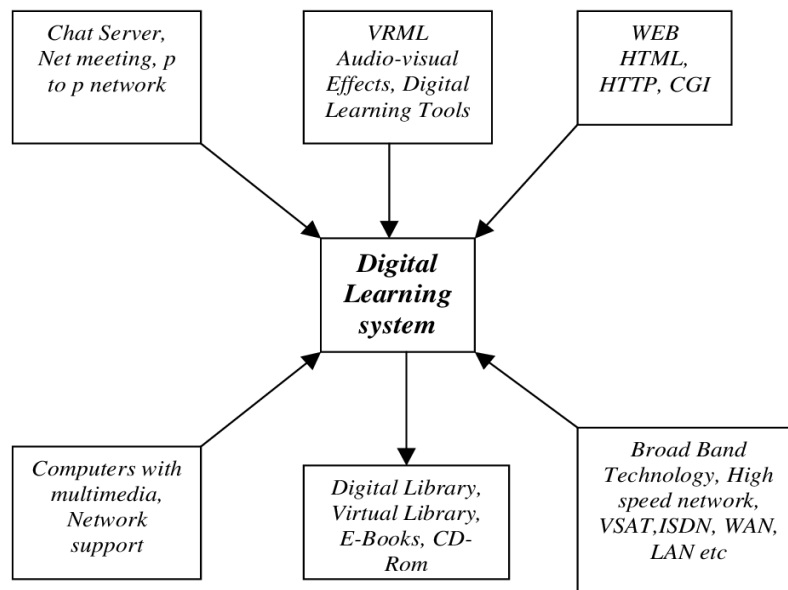 Chat Server,
Net meeting, p
to p network
VRML
Audio-visual
Effects, Digital
Learning Tools
WEB
HTML,
HTTP, CGI
Digital
Learning
system
Computers with
multimedia,
Network
support
Digital Library,
Virtual Library,
E-Books, CD-
Rom
Broad Band
Technology, High
speed network,
VSAT,ISDN, WAN,
LAN etc